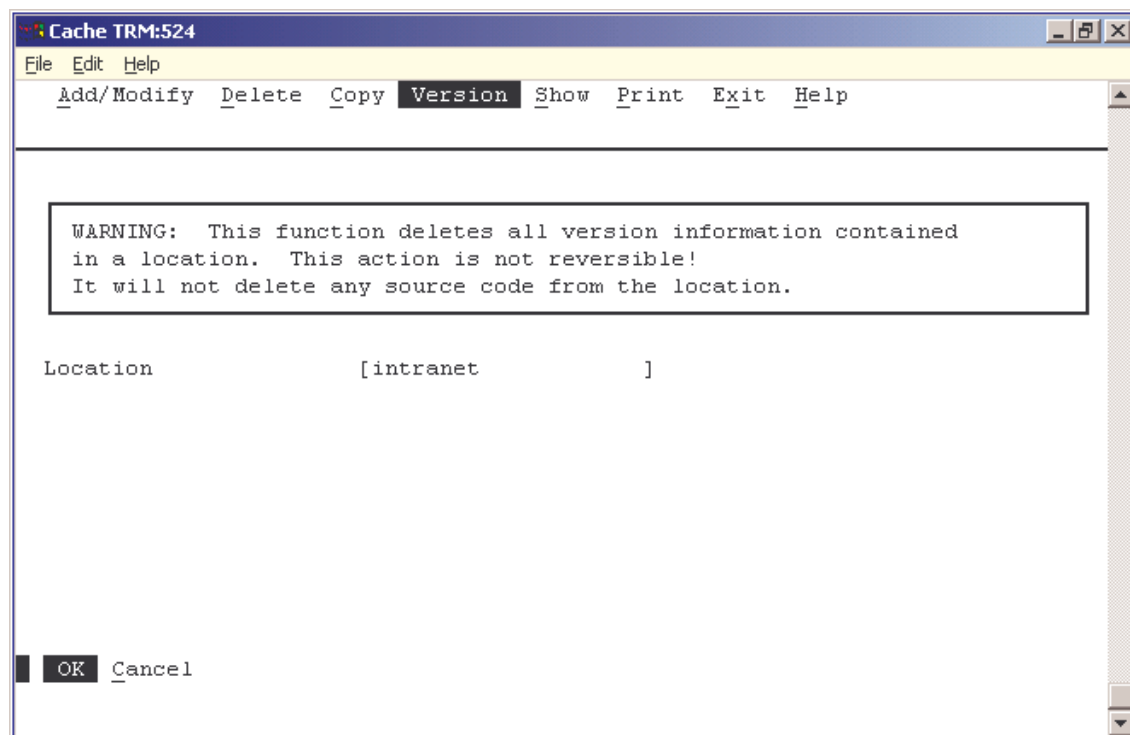 Cache TRM:524
File Edit Help
Add/Modify Delete Copy Version Show Print Exit Help
WARNING: This function deletes all version information contained
in a location. This action is not reversible!
It will not delete any source code from the location.
Location [intranet ]
OK Cancel